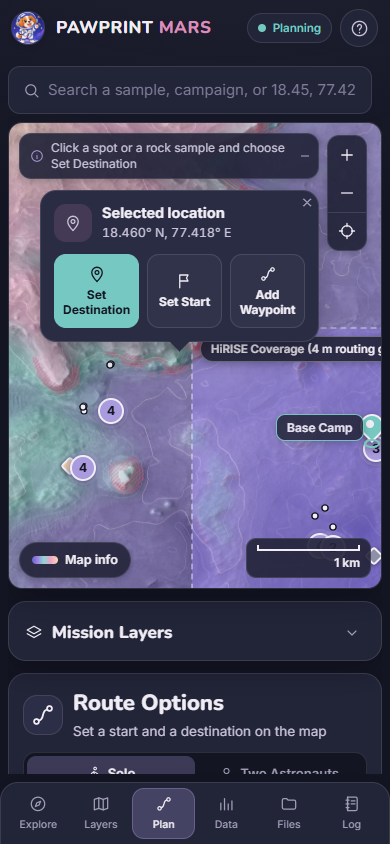 PAWPRINT MARS
Planning
Search a sample, campaign, or 18.45, 77.42
Click a spot or a rock sample and choose
Set Destination
Selected location
18.460° N, 77.418° E
Set
Destination
Set Start
Add
Waypoint
HiRISE Coverage (4 m routing
4
Base Camp
4
Map info
1 km
Mission Layers
Route Options
Set a start and a destination on the map
Solo
Two Astronauts
Explore
Layers
Plan
Data
Files
Log